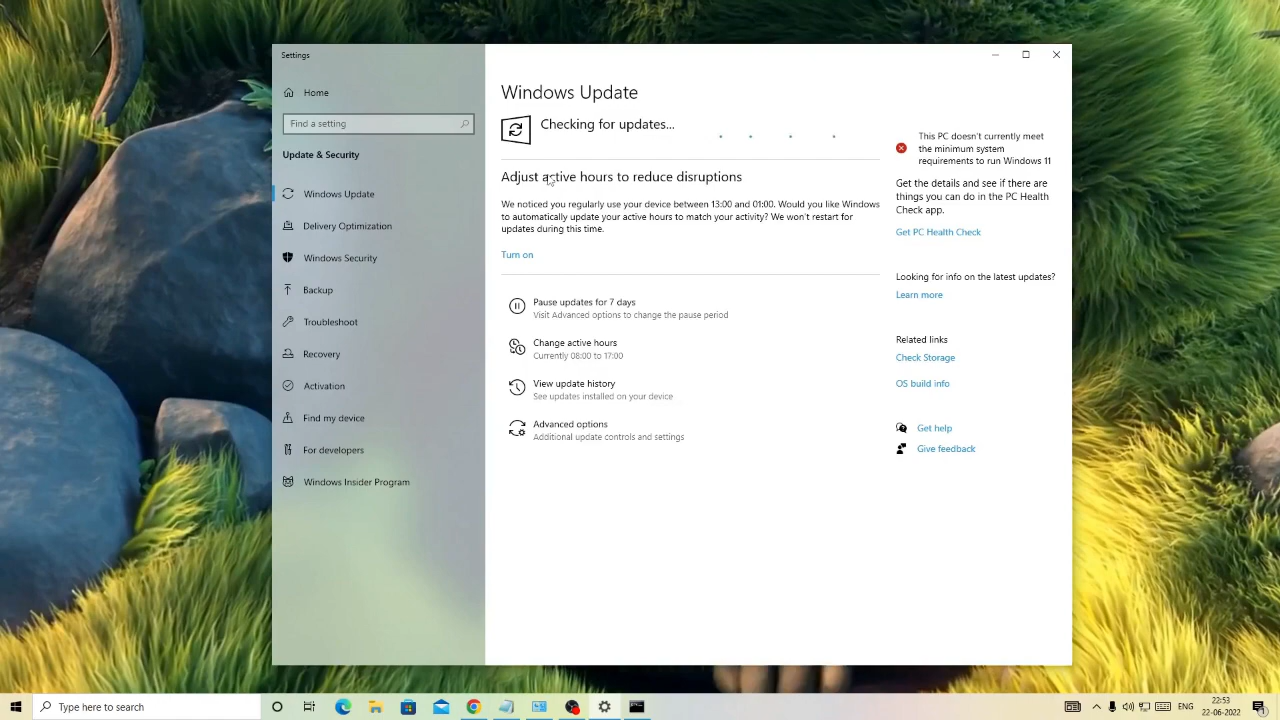 Settings
Home
Find a setting
Update & Security
Windows Update
Delivery Optimization
Windows Security
Backup
Troubleshoot
Recovery
Activation
Find my device
For developers
Windows Insider Program
Windows Update
Checking for updates...
Adjust active hours to reduce disruptions
We noticed you regularly use your device between 13:00 and 01:00. Would you like Windows
to automatically update your active hours to match your activity? We won't restart for
updates during this time.
Turn on
Pause updates for 7 days
Visit Advanced options to change the pause period
Change active hours
Currently 08:00 to 17:00
View update history
See updates installed on your device
Advanced options
Additional update controls and settings
This PC doesn't currently meet
the minimum system
requirements to run Windows 11
Get the details and see if there are
things you can do in the PC Health
Check app.
Get PC Health Check
Looking for info on the latest updates?
Learn more
Related links
Check Storage
OS build info
Get help
Give feedback
Type here to search
ENG
22:53
22-06-2022
1